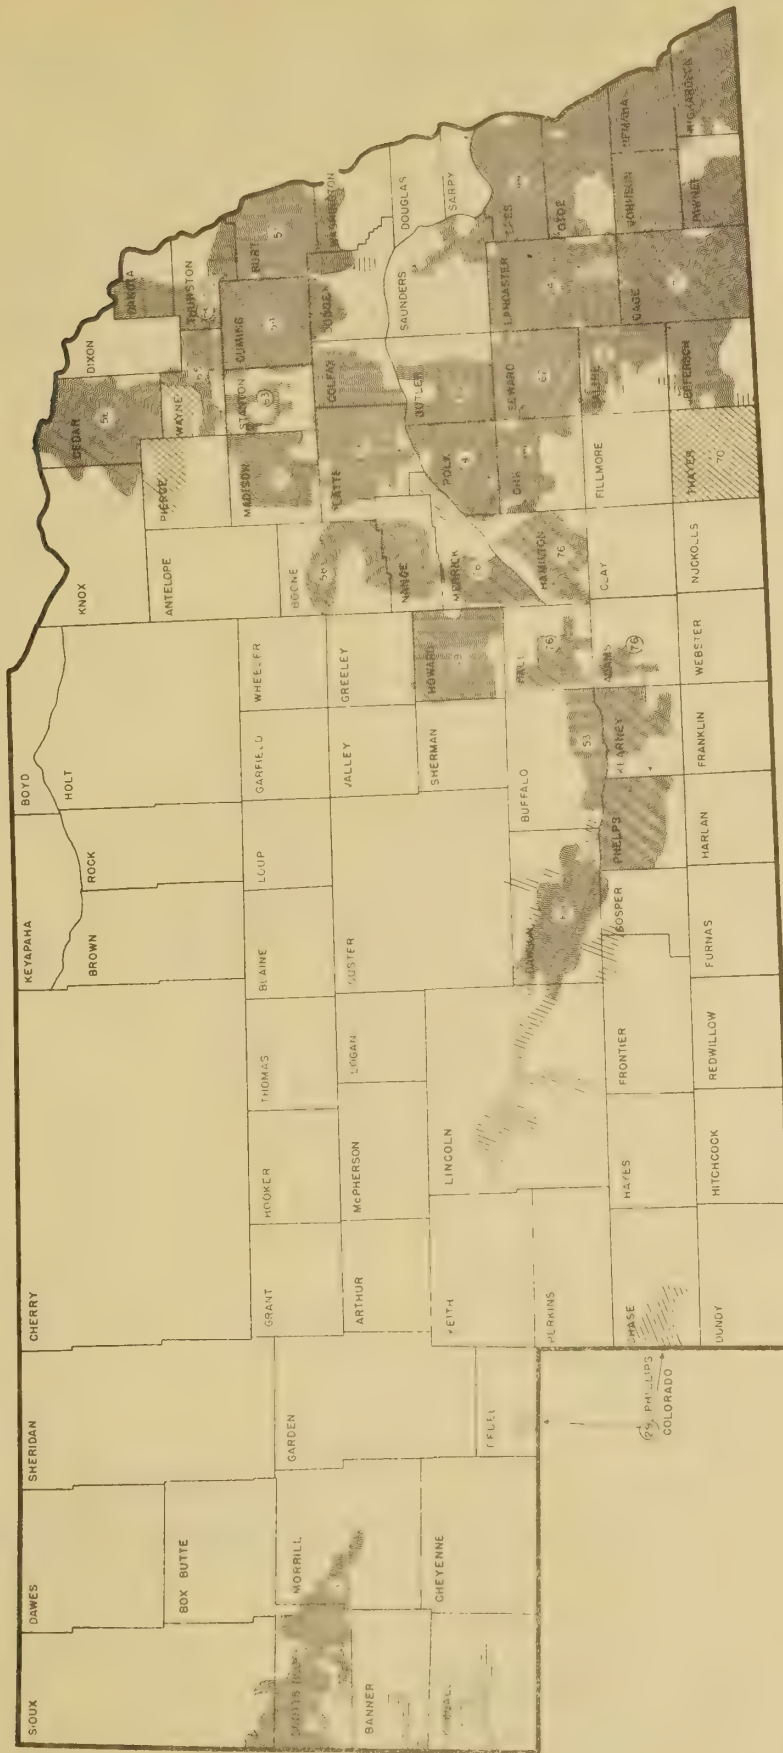 SIOUX
DAWES
SHERIDAN
CHERRY
KEYAPAHA
BOYD
BROWN
ROCK
HOLT
KNOX
CEDAR
DIXON
DAKOTA
BOX BUTTE
ANTELOPE
PIERCE
WAYNE
THURSTON
MORRILL
GARDEN
GRANT
HOOKER
THOMAS
BLAINE
LOUP
GARFIELD
WHEELER
BOONE
MADISON
STANTON
63
CUMING
BURT
BANNER
ARTHUR
McPHERSON
LOGAN
CUSTER
VALLEY
GREELEY
NANCE
PLATTE
COLFAX
DODGE
WASHINGTON
KIMBALL
CHEYENNE
DEUEL
KEITH
LINCOLN
SHERMAN
HOWARD
MERRICK
POLK
BUTLER
SAUNDERS
DOUGLAS
SARPY
PERKINS
DAWSON
BUFFALO
53
HALL
HAMILTON
76
YORK
SEWARD
67
LANCASTER
CASS
OTOE
CHASE
HAYES
FRONTIER
GOSPER
PHELPS
KEARNEY
ADAMS
76
CLAY
FILLMORE
SALINE
GAGE
JOHNSON
NEMAHA
PHILLIPS
COLORADO
DUNDY
HITCHCOCK
REDWILLOW
FURNAS
HARLAN
FRANKLIN
WEBSTER
NUCKOLLS
THAYER
70
JEFFERSON
PAWNEE
RICHARDSON